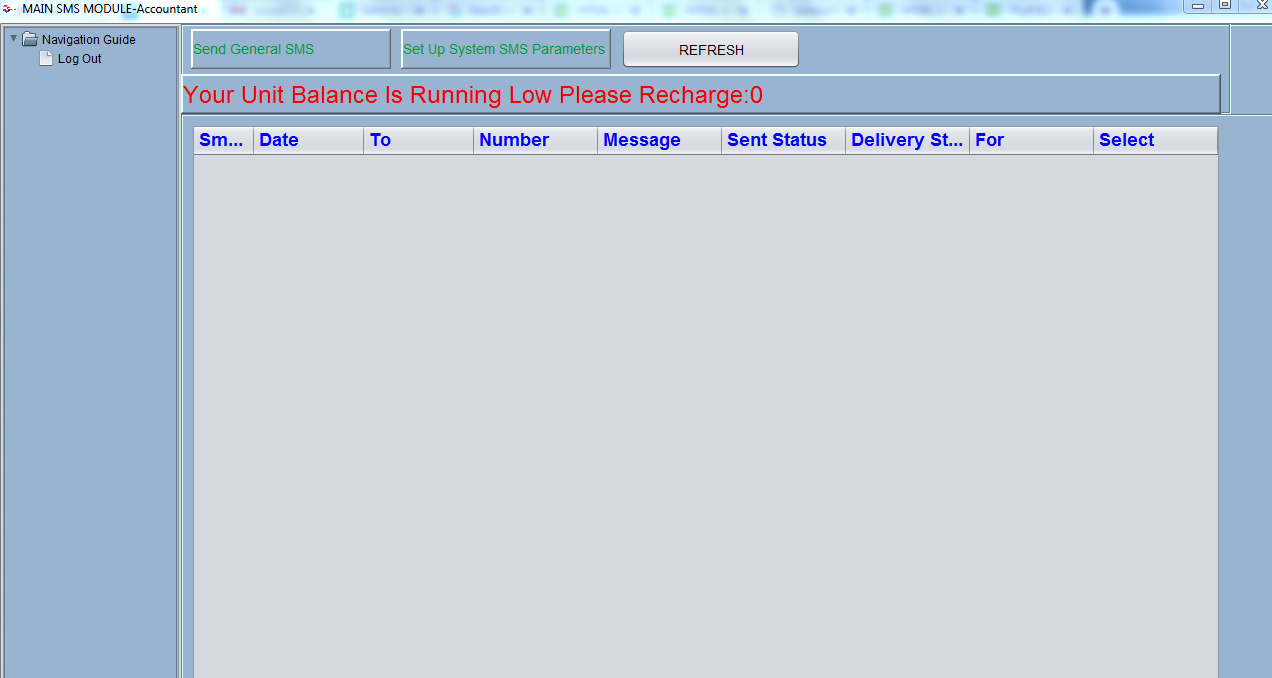 MAIN SMS MODULE-Accountant
Navigation Guide
Log Out
Send General SMS
Set Up System SMS Parameters
REFRESH
Your Unit Balance Is Running Low Please Recharge:0
Sm... Date To Number Message Sent Status Delivery St... For Select